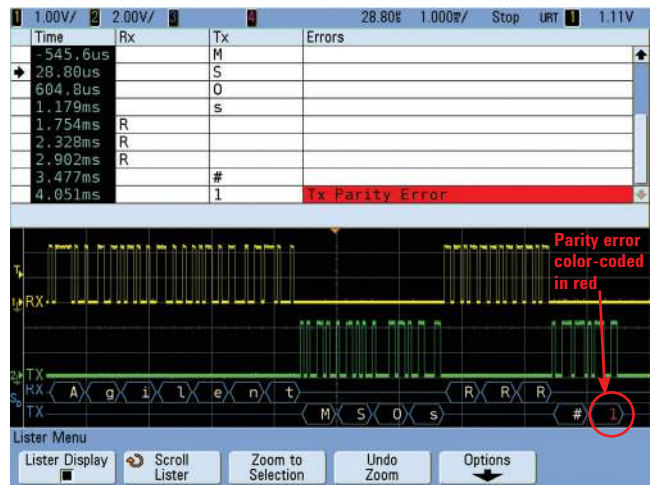 1 1.00V/ 2 2.00V/ 3 4 28.80% 1.000ms/ Stop URT 1 1.11V
Time Rx Tx Errors
-545.6us M
28.80us S
604.8us O
1.179ms s
1.754ms R
2.328ms R
2.902ms R
3.477ms #
4.051ms 1 Tx Parity Error
Parity error
color-coded
in red
RX
TX
RX A g i l e n t R R R
TX M S O s # 1
Lister Menu
Lister Display Scroll Lister Zoom to Selection Undo Zoom Options